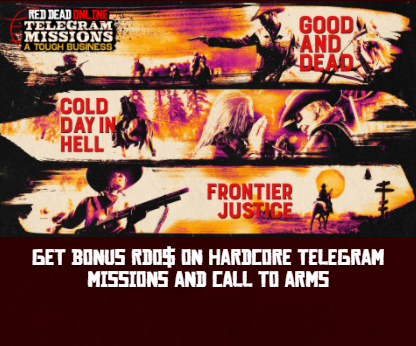 RED DEAD ONLINE
TELEGRAM
MISSIONS
A TOUGH BUSINESS
GOOD
AND
DEAD
COLD
DAY IN
HELL
FRONTIER
JUSTICE
GET BONUS RDO$ ON HARDCORE TELEGRAM
MISSIONS AND CALL TO ARMS